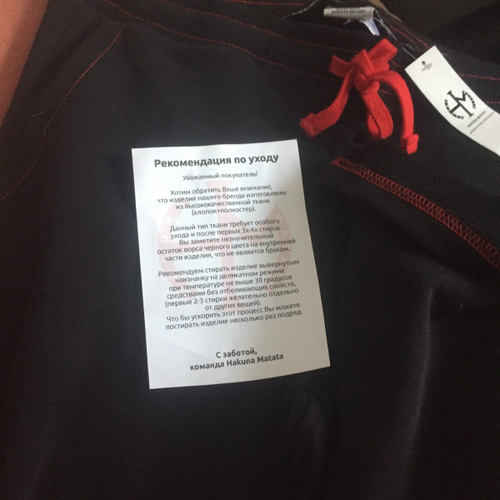 Рекомендация по уходу
Уважаемый покупатель!
Хотим обратить Ваше внимание,
что изделия нашего бренда изготовлены
из высококачественной ткани
(хлопок+полиэстер).
Данный тип ткани требует особого
ухода и после первых 3х-4х стирок
Вы заметите незначительный
остаток ворса черного цвета на внутренней
части изделия, что не является браком.
Рекомендуем стирать изделие вывернутым
наизнанку на деликатном режиме
при температуре не выше 30 градусов
средствами без отбеливающих свойств,
(первые 2-3 стирки желательно отдельно
от других вещей).
Что бы ускорить этот процесс Вы можете
постирать изделие несколько раз подряд.
С заботой,
команда Hakuna Matata